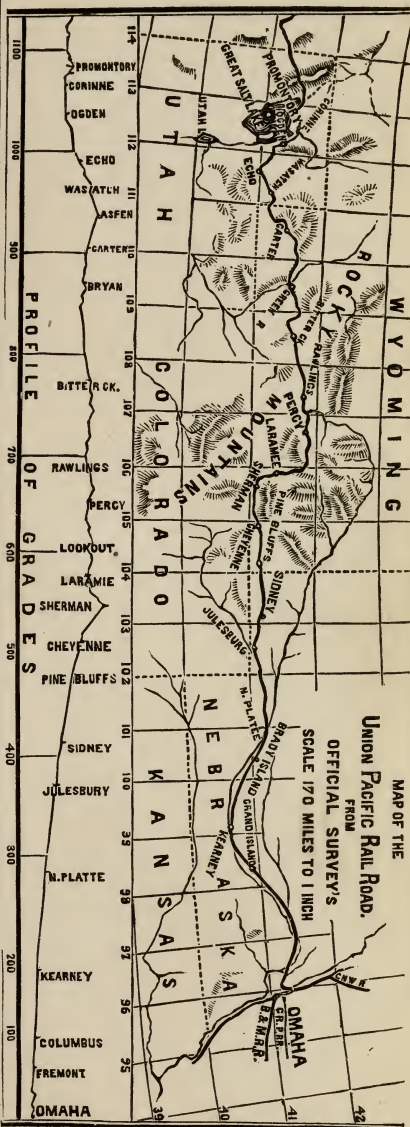 MAP OF THE
UNION PACIFIC RAIL ROAD.
FROM
OFFICIAL SURVEY'S
SCALE 170 MILES TO 1 INCH
WYOMING
ROCKY
MOUNTAINS
UTAH
COLORADO
NEBRASKA
KANSAS
114
113
112
111
110
109
108
107
106
105
104
103
102
101
100
99
98
97
96
95
39
40
41
42
PROMONTORY
GREAT SALT L
CORINNE
OGDEN
UTAH L
WASATCH
ECHO
CARTER
GREEN R
BITTER CK.
RAWLINGS
PERCY
LARAMEE
SHERMAN
CHEYENNE
PINE BLUFFS
SIDNEY
JULESBURG
N. PLATTE
BRADY ISLAND
GRAND ISLAND
KEARNEY
OMAHA
C.N.W.R
C.R.P.R.R.
B. & M.R.R.
PROMONTORY
CORINNE
OGDEN
ECHO
WASATCH
ASPEN
CARTER
BRYAN
BITTER CK.
RAWLINGS
PERCY
LOOKOUT
LARAMIE
SHERMAN
CHEYENNE
PINE BLUFFS
SIDNEY
JULESBURY
N. PLATTE
KEARNEY
COLUMBUS
FREMONT
OMAHA
PROFILE OF GRADES
1100
1000
900
800
700
600
500
400
300
200
100